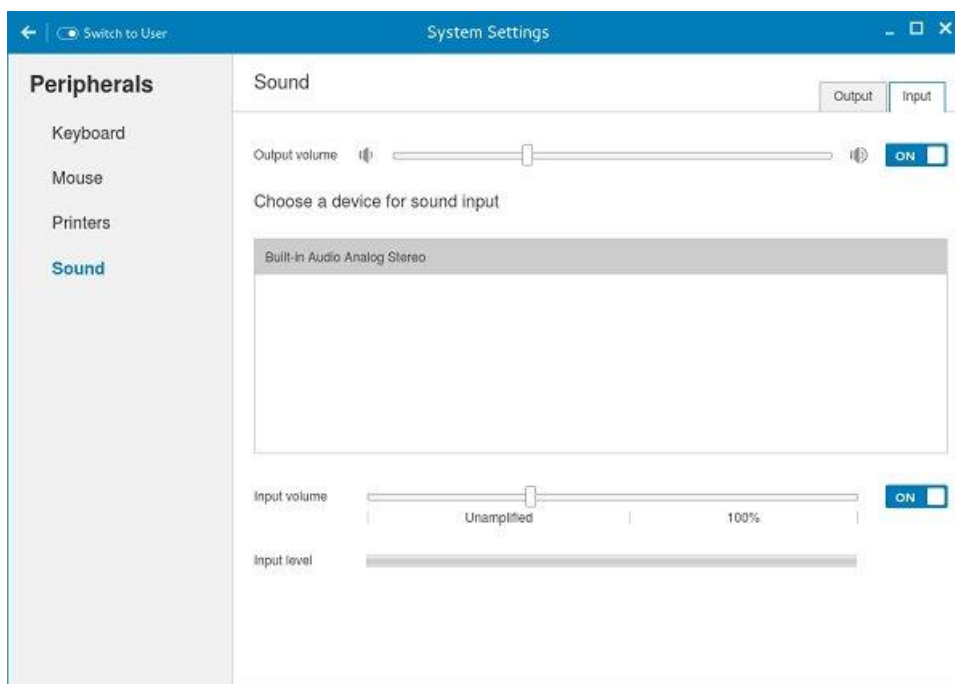 Switch to User
System Settings
Peripherals
Keyboard
Mouse
Printers
Sound
Sound
Output
Input
Output volume
ON
Choose a device for sound input
Built-in Audio Analog Stereo
Input volume
ON
Unamplified
100%
Input level